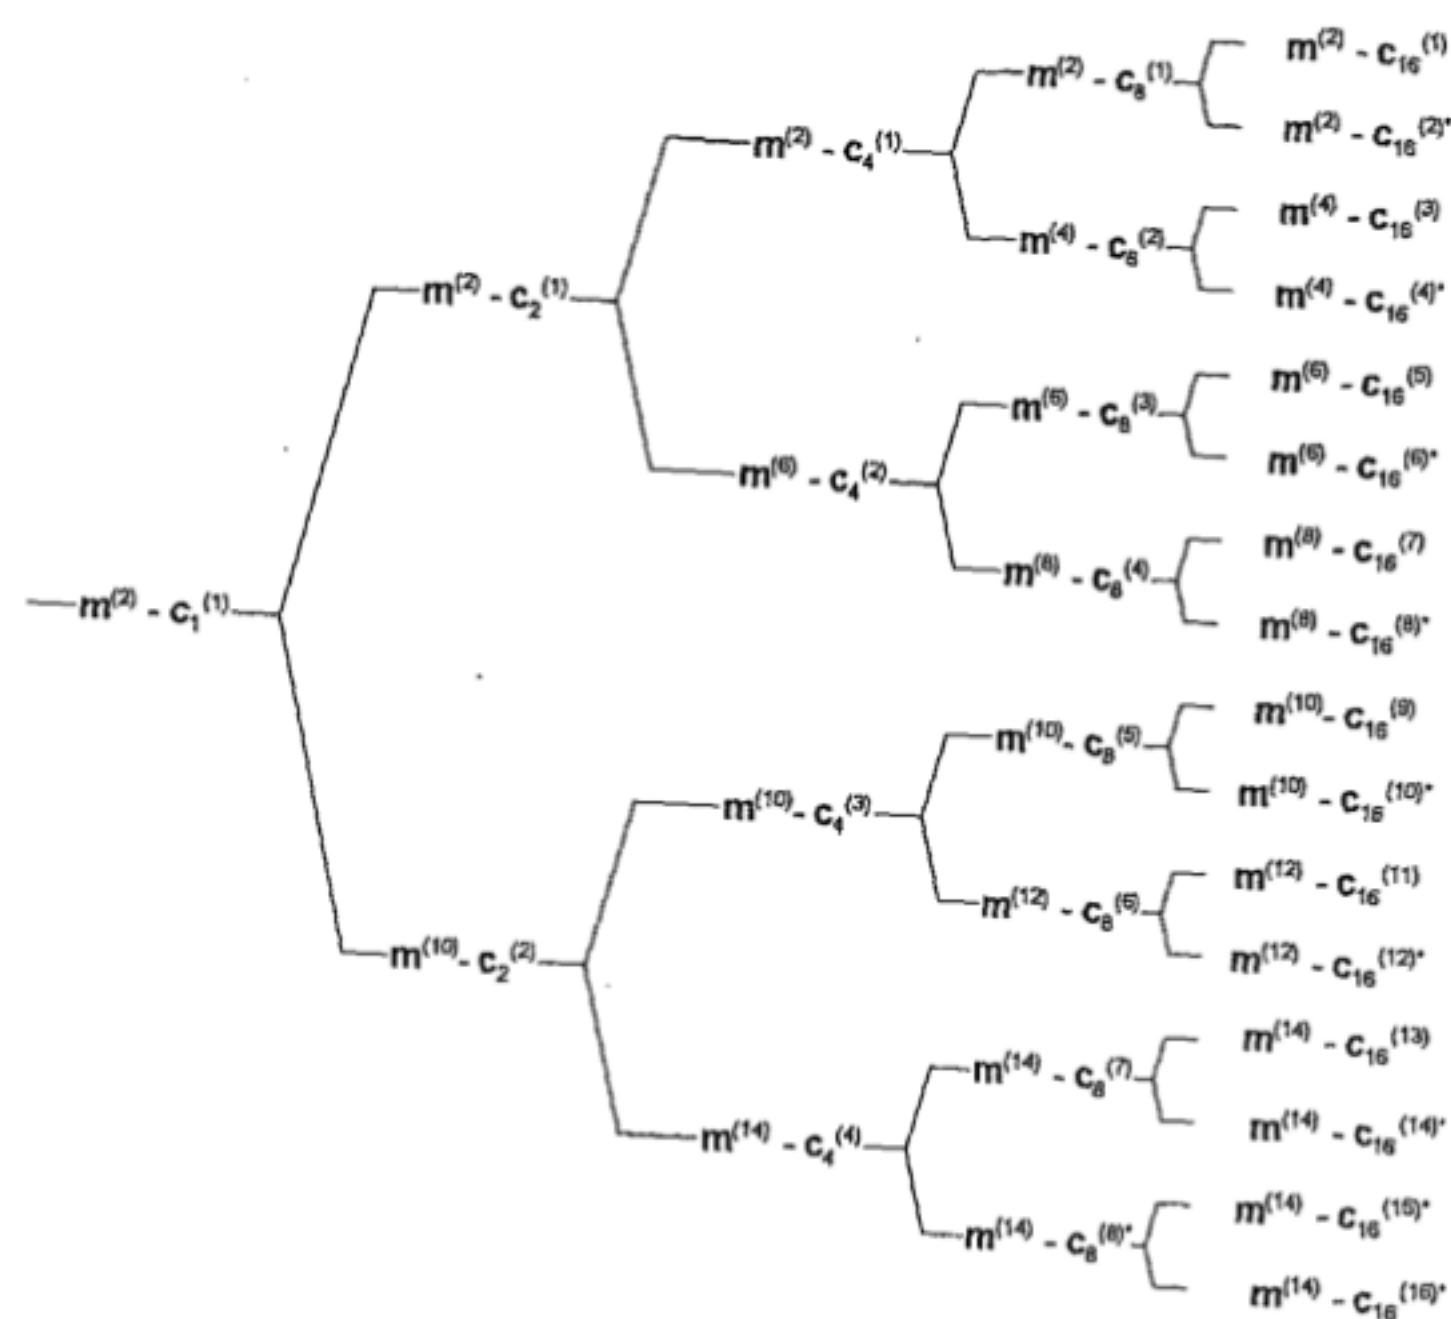 m(2) - c16(1)
m(2) - c8(1)
m(2) - c16(2)*
m(2) - c4(1)
m(4) - c16(3)
m(4) - c8(2)
m(4) - c16(4)*
m(2) - c2(1)
m(6) - c16(5)
m(6) - c8(3)
m(6) - c16(6)*
m(6) - c4(2)
m(8) - c16(7)
m(8) - c8(4)
m(8) - c16(8)*
m(2) - c1(1)
m(10) - c16(9)
m(10) - c8(5)
m(10) - c16(10)*
m(10) - c4(3)
m(12) - c16(11)
m(12) - c8(6)
m(12) - c16(12)*
m(10) - c2(2)
m(14) - c16(13)
m(14) - c8(7)
m(14) - c16(14)*
m(14) - c4(4)
m(14) - c16(15)*
m(14) - c8(8)*
m(14) - c16(16)*